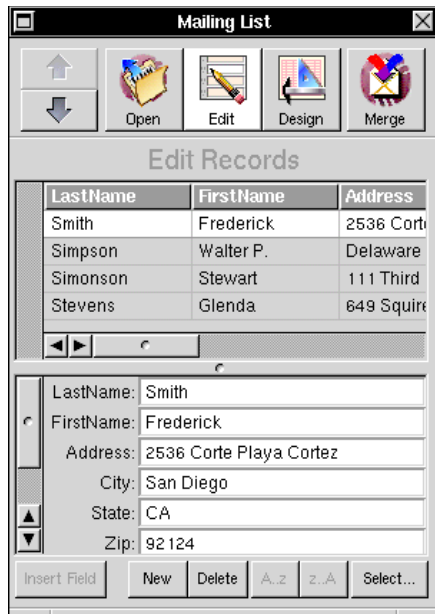 Mailing List
Open Edit Design Merge
Edit Records
LastName FirstName Address
Smith Frederick 2536 Corte
Simpson Walter P. Delaware
Simonson Stewart 111 Third
Stevens Glenda 649 Squire
LastName: Smith
FirstName: Frederick
Address: 2536 Corte Playa Cortez
City: San Diego
State: CA
Zip: 92124
Insert Field New Delete A..z z..A Select...